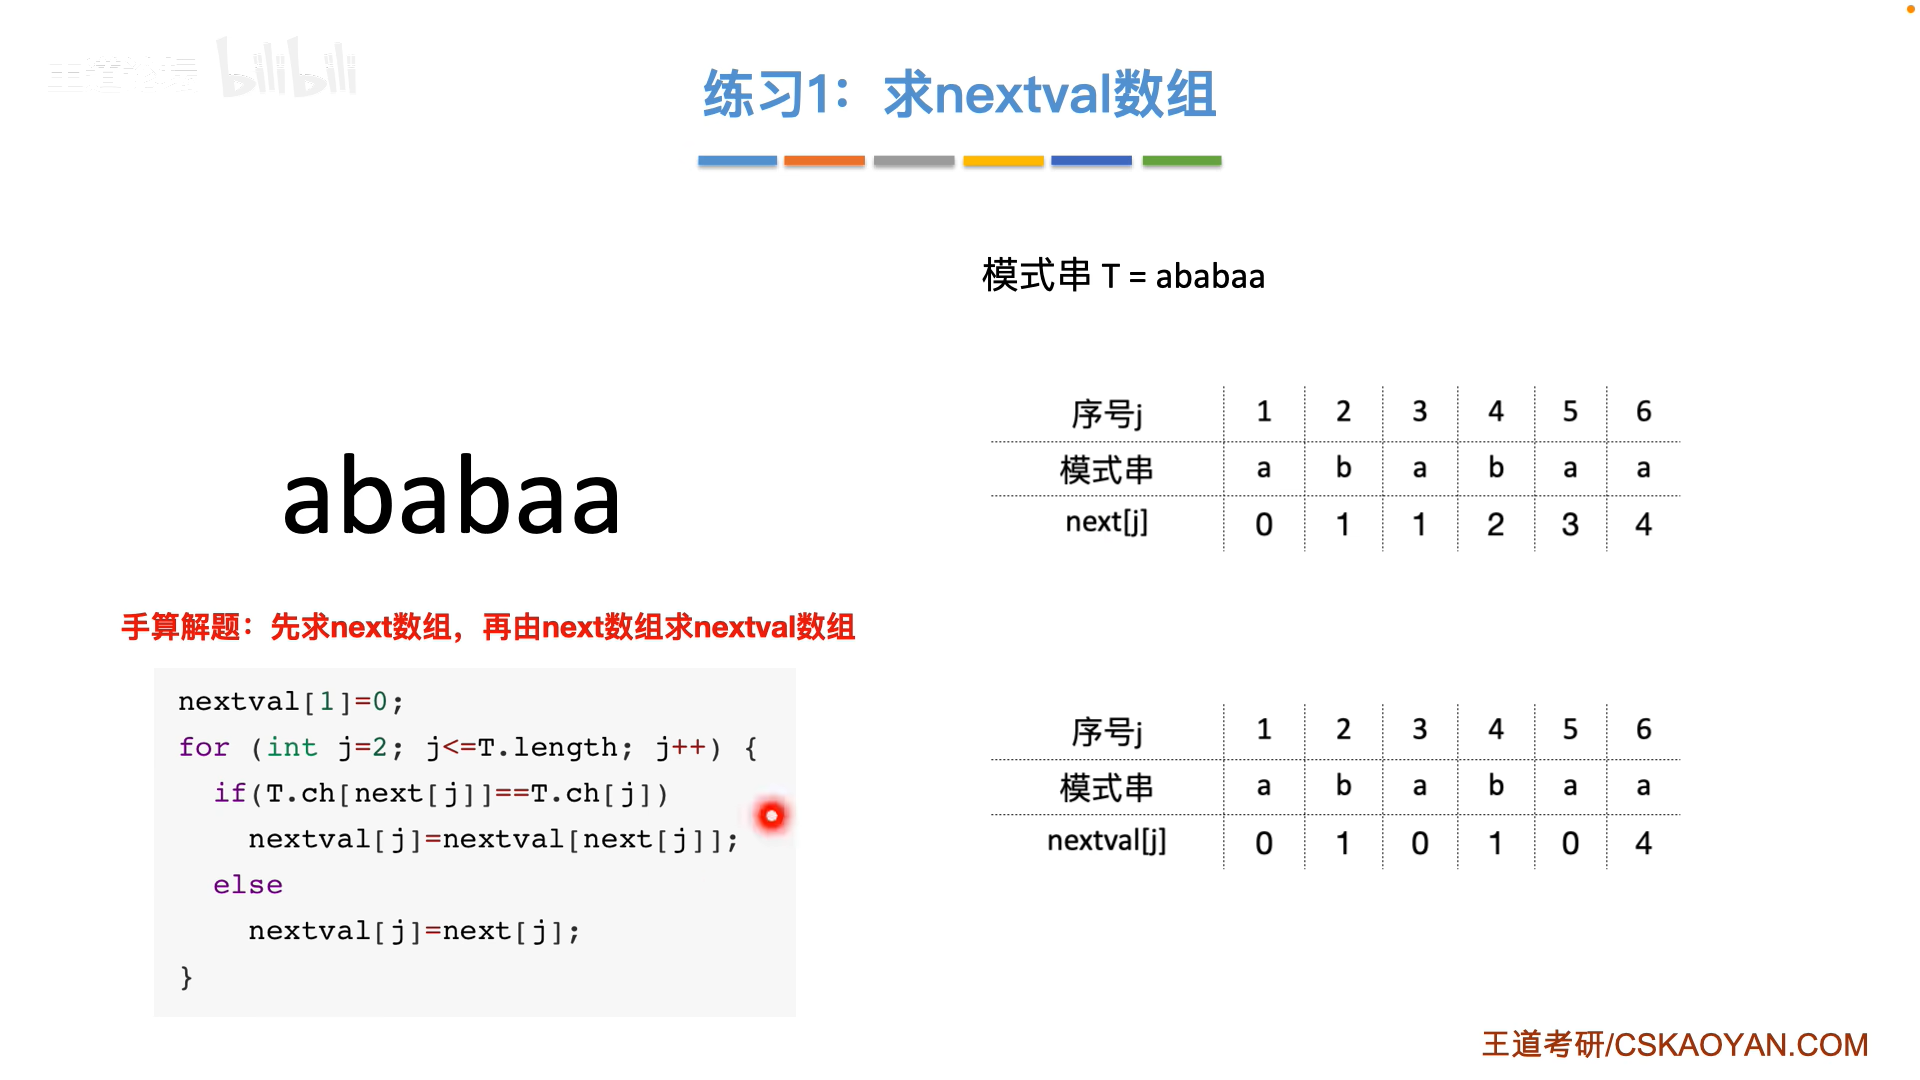 王道论坛 bilibili
练习1：求nextval数组
模式串 T = ababaa
序号j 1 2 3 4 5 6
模式串 a b a b a a
next[j] 0 1 1 2 3 4
ababaa
手算解题：先求next数组，再由next数组求nextval数组
nextval[1]=0;
for (int j=2; j<=T.length; j++) {
if(T.ch[next[j]]==T.ch[j])
nextval[j]=nextval[next[j]];
else
nextval[j]=next[j];
}
序号j 1 2 3 4 5 6
模式串 a b a b a a
nextval[j] 0 1 0 1 0 4
王道考研/CSKAOYAN.COM